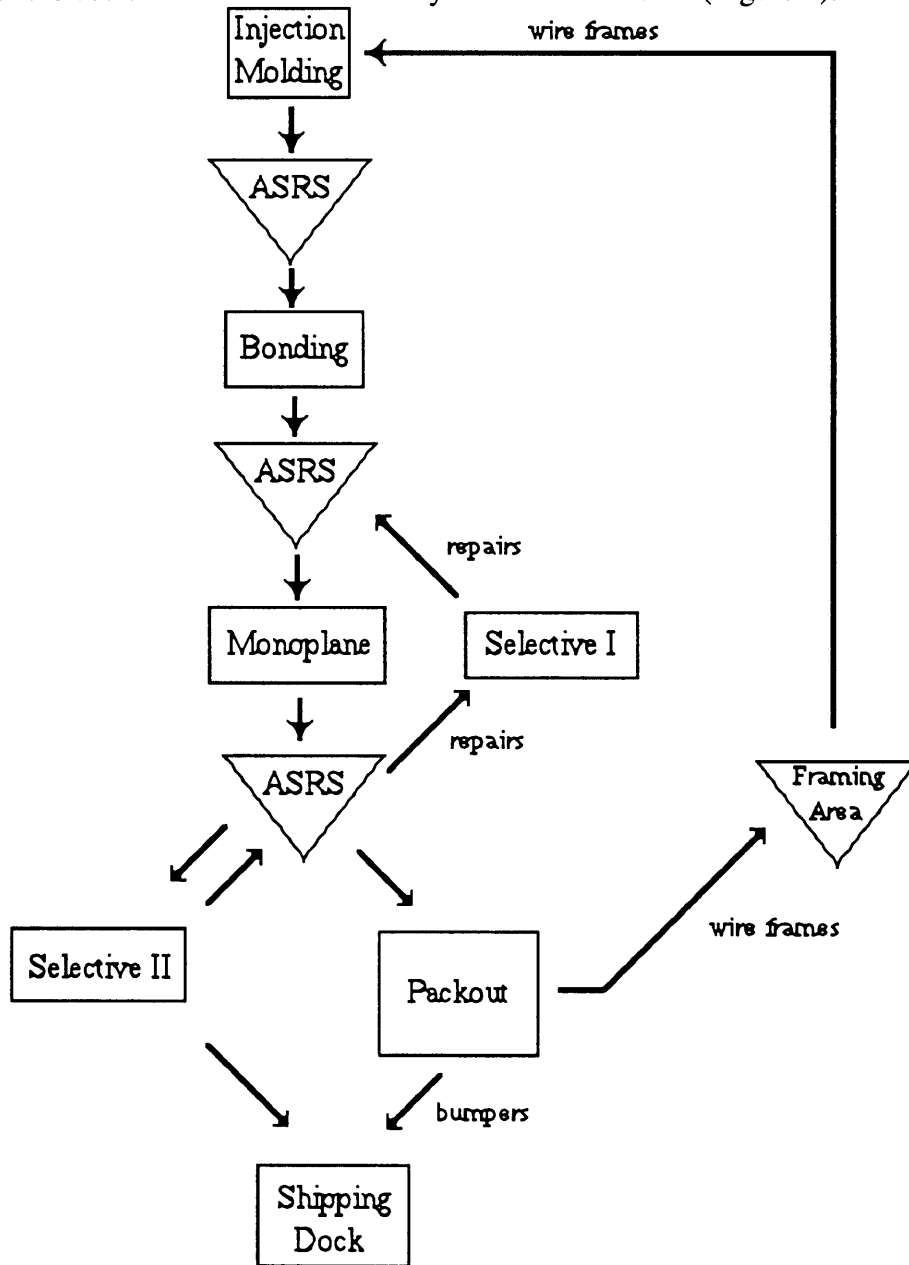 wire frames
Injection
Molding
ASRS
Bonding
ASRS
repairs
Monoplane
Selective I
repairs
ASRS
Framing
Area
wire frames
Selective II
Packout
bumpers
Shipping
Dock